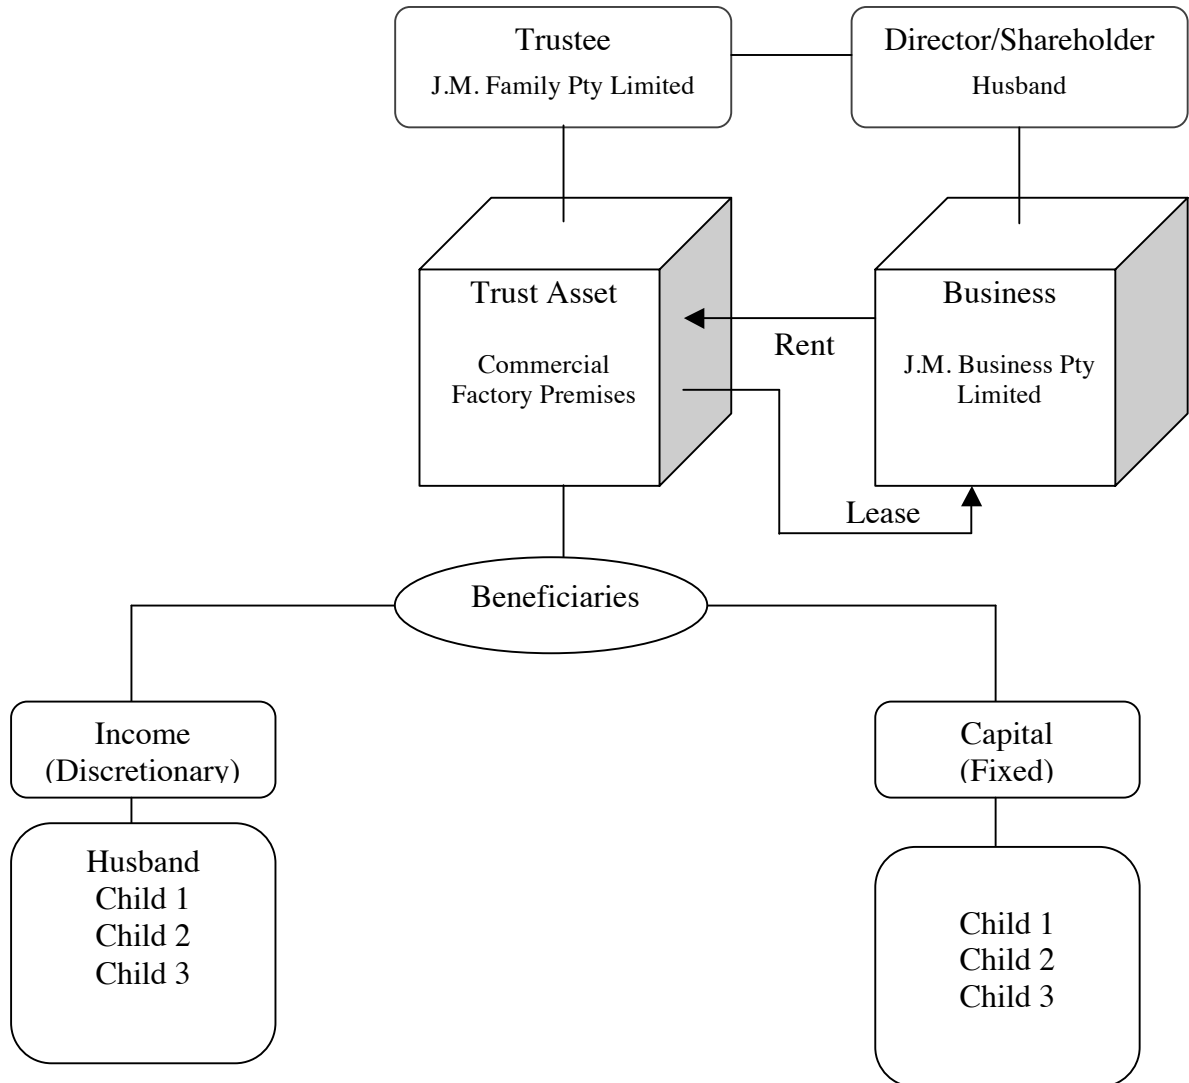 Trustee
J.M. Family Pty Limited
Director/Shareholder
Husband
Trust Asset
Commercial
Factory Premises
Business
J.M. Business Pty
Limited
Rent
Lease
Beneficiaries
Income
(Discretionary)
Husband
Child 1
Child 2
Child 3
Capital
(Fixed)
Child 1
Child 2
Child 3